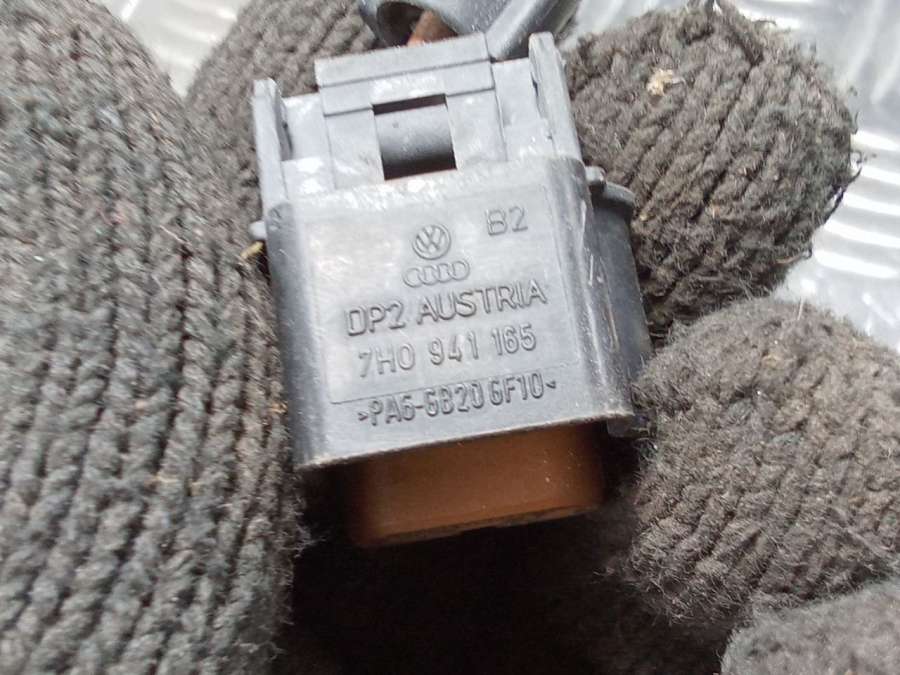 B2
DP2 AUSTRIA
7H0 941 165
>PA6-GB20 GF10<